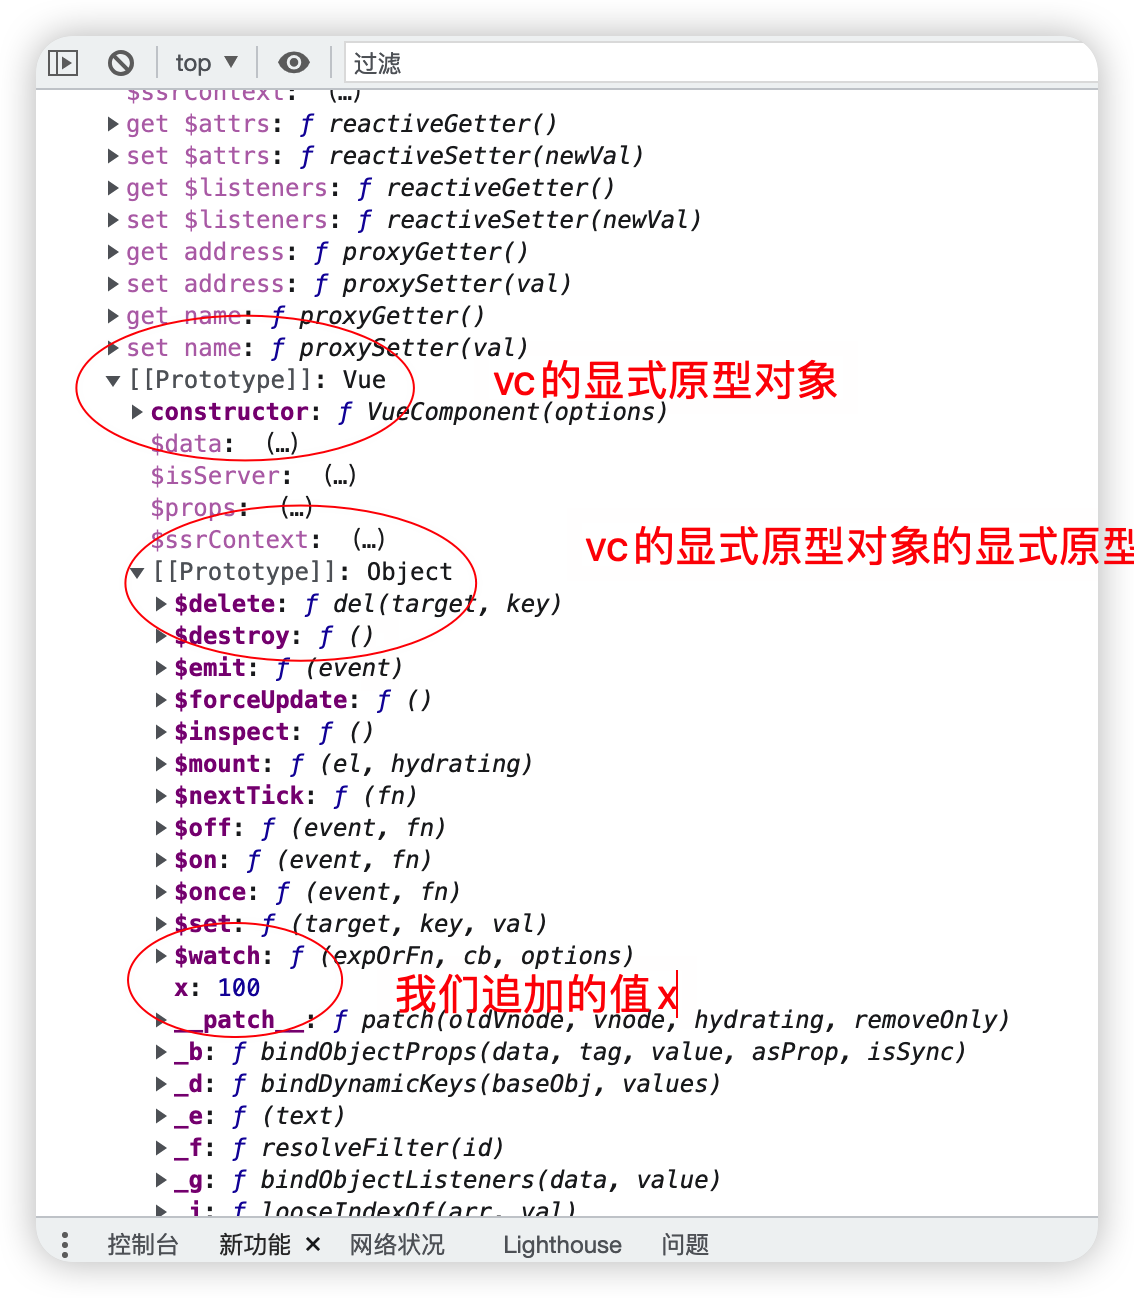 top ▼ 过滤
$ssrContext: (…)
get $attrs: ƒ reactiveGetter()
set $attrs: ƒ reactiveSetter(newVal)
get $listeners: ƒ reactiveGetter()
set $listeners: ƒ reactiveSetter(newVal)
get address: ƒ proxyGetter()
set address: ƒ proxySetter(val)
get name: ƒ proxyGetter()
set name: ƒ proxySetter(val)
[[Prototype]]: Vue
vc的显式原型对象
constructor: ƒ VueComponent(options)
$data: (…)
$isServer: (…)
$props: (…)
$ssrContext: (…)
vc的显式原型对象的显式原型
[[Prototype]]: Object
$delete: ƒ del(target, key)
$destroy: ƒ ()
$emit: ƒ (event)
$forceUpdate: ƒ ()
$inspect: ƒ ()
$mount: ƒ (el, hydrating)
$nextTick: ƒ (fn)
$off: ƒ (event, fn)
$on: ƒ (event, fn)
$once: ƒ (event, fn)
$set: ƒ (target, key, val)
$watch: ƒ (expOrFn, cb, options)
x: 100
我们追加的值x
__patch__: ƒ patch(oldVnode, vnode, hydrating, removeOnly)
_b: ƒ bindObjectProps(data, tag, value, asProp, isSync)
_d: ƒ bindDynamicKeys(baseObj, values)
_e: ƒ (text)
_f: ƒ resolveFilter(id)
_g: ƒ bindObjectListeners(data, value)
_i: ƒ looseIndexOf(arr, val)
控制台 新功能 × 网络状况 Lighthouse 问题